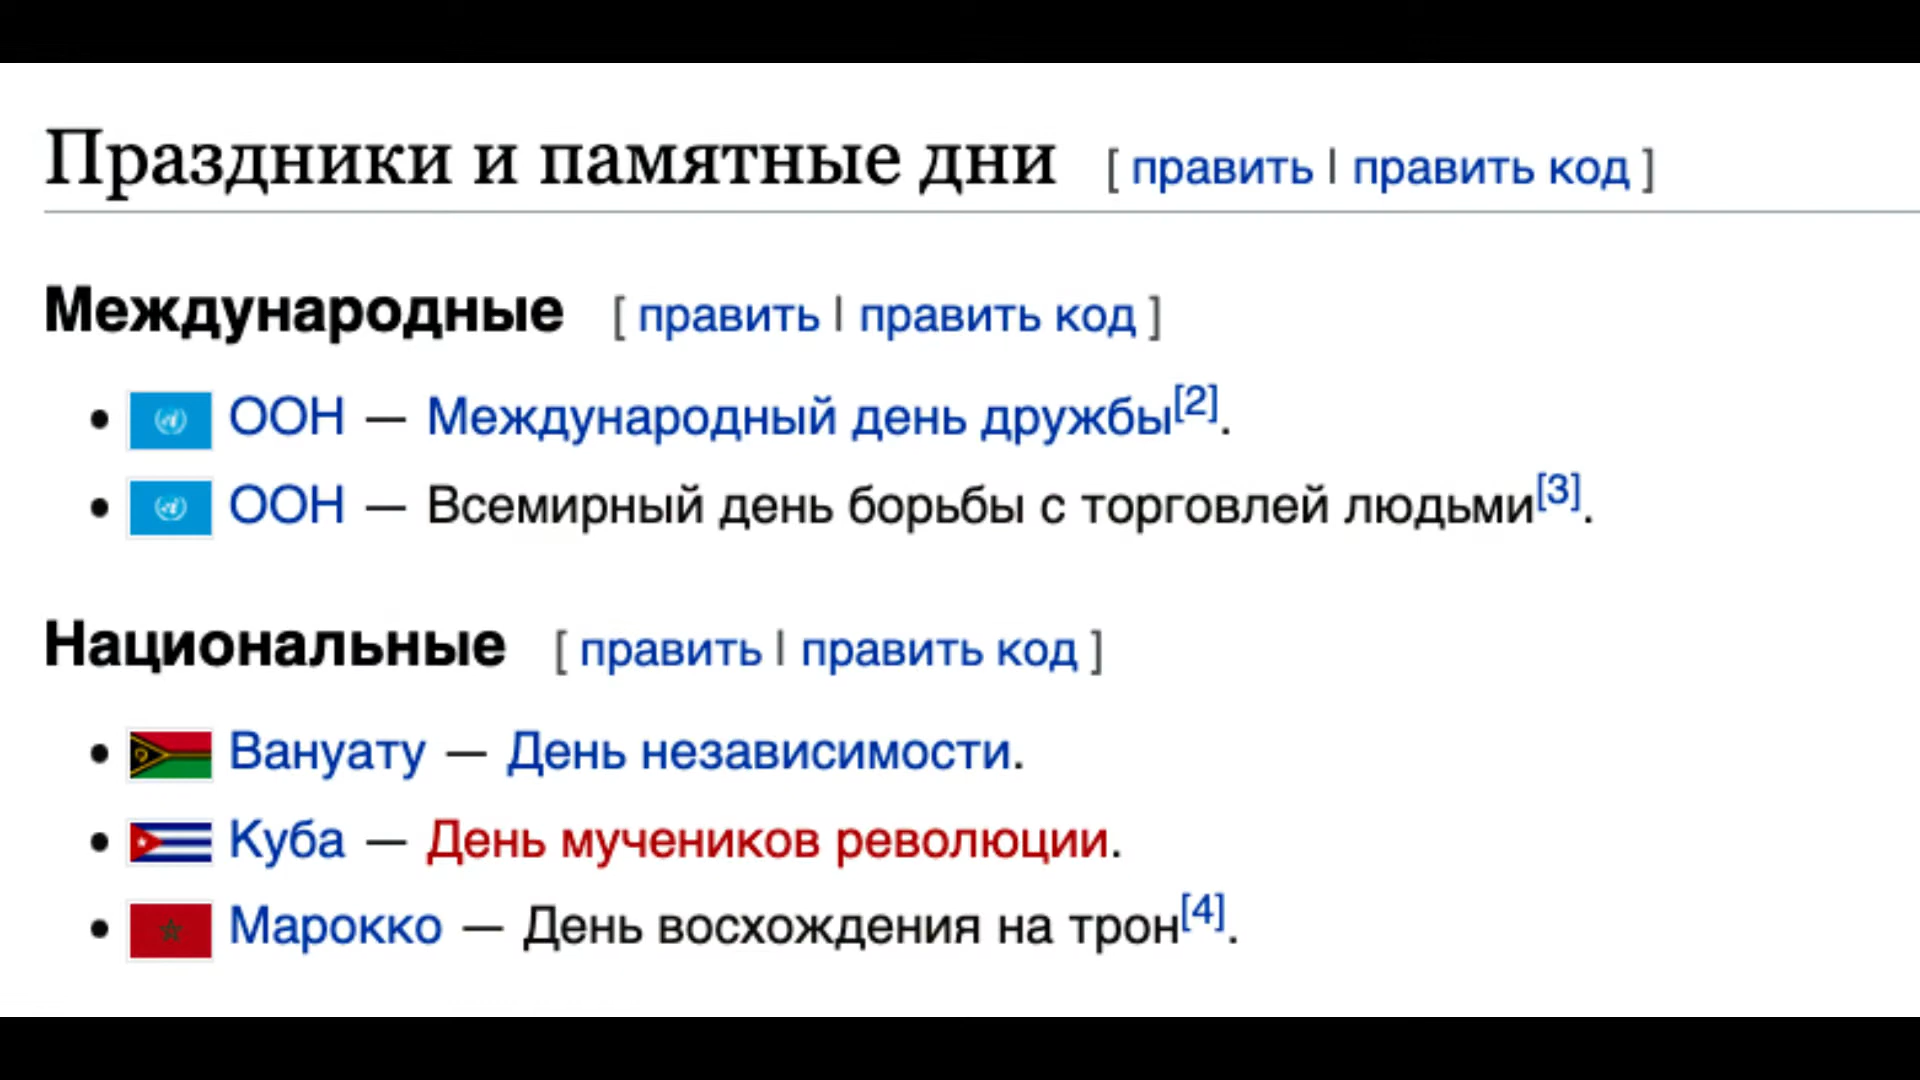 Праздники и памятные дни [ править | править код ]
Международные [ править | править код ]
ООН — Международный день дружбы[2].
ООН — Всемирный день борьбы с торговлей людьми[3].
Национальные [ править | править код ]
Вануату — День независимости.
Куба — День мучеников революции.
Марокко — День восхождения на трон[4].